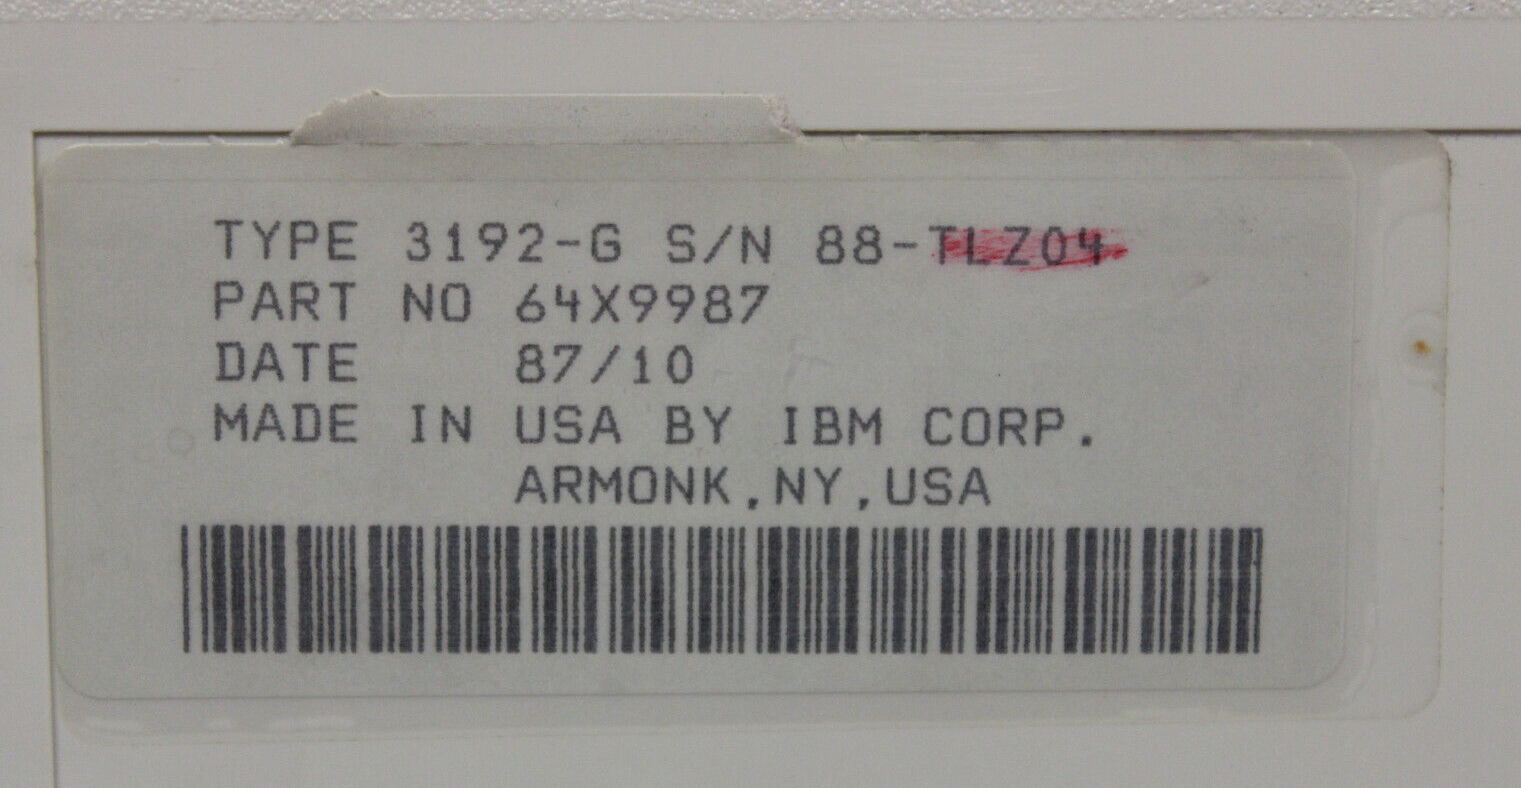 TYPE 3192-G S/N 88-TLZ04
PART NO 64X9987
DATE 87/10
MADE IN USA BY IBM CORP.
ARMONK,NY,USA